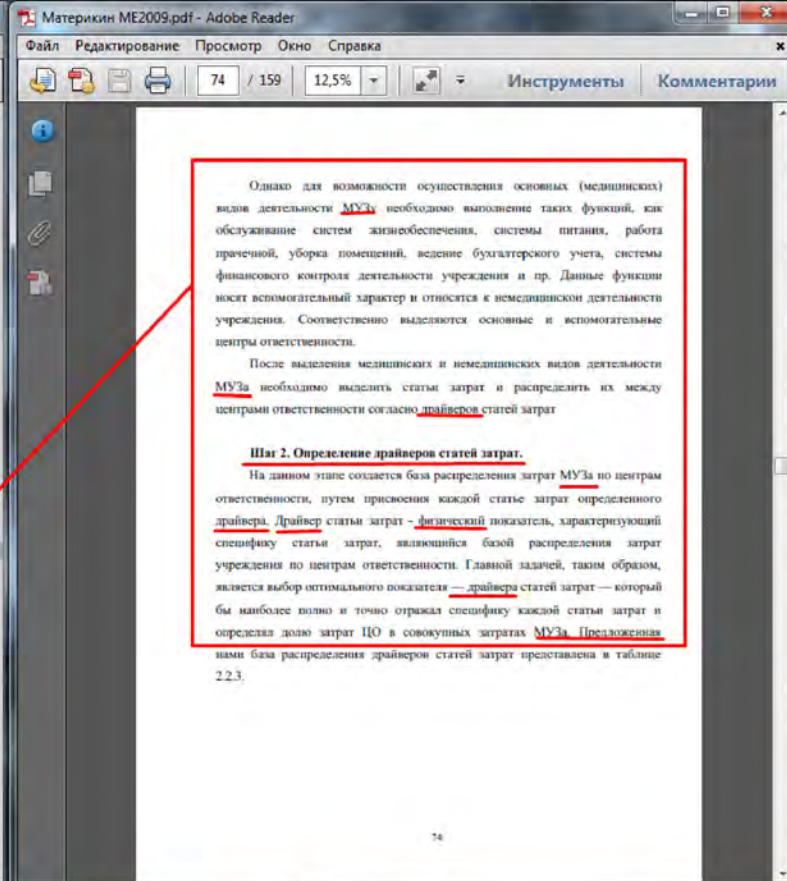 Материкин МЕ2009.pdf - Adobe Reader
Файл Редактирование Просмотр Окно Справка
74 / 159 12,5% Инструменты Комментарии
Однако для возможности осуществления основных (медицинских)
видов деятельности МУЗу необходимо выполнение таких функций, как
обслуживание систем жизнеобеспечения, системы питания, работа
прачечной, уборка помещений, ведение бухгалтерского учета, системы
финансового контроля деятельности учреждения и пр. Данные функции
носят вспомогательный характер и относятся к немедицинской деятельности
учреждения. Соответственно выделяются основные и вспомогательные
центры ответственности.
После выделения медицинских и немедицинских видов деятельности
МУЗа необходимо выделить статьи затрат и распределить их между
центрами ответственности согласно драйверов статей затрат
Шаг 2. Определение драйверов статей затрат.
На данном этапе создается база распределения затрат МУЗа по центрам
ответственности, путем присвоения каждой статье затрат определенного
драйвера. Драйвер статьи затрат - физический показатель, характеризующий
специфику статьи затрат, являющийся базой распределения затрат
учреждения по центрам ответственности. Главной задачей, таким образом,
является выбор оптимального показателя — драйвера статей затрат — который
бы наиболее полно и точно отражал специфику каждой статьи затрат и
определял долю затрат ЦО в совокупных затратах МУЗа. Предложенная
нами база распределения драйверов статей затрат представлена в таблице
2.2.3.
74